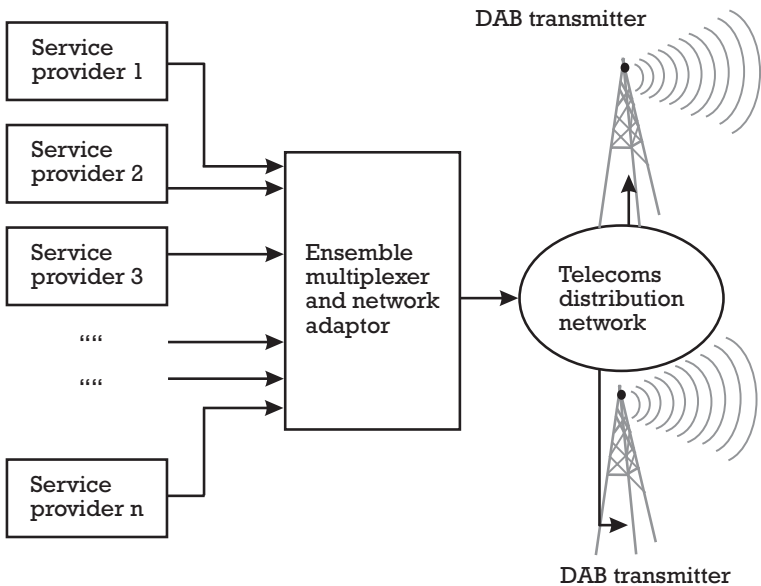 DAB transmitter
Service
provider 1
Service
provider 2
Service
provider 3
““
““
Service
provider n
Ensemble
multiplexer
and network
adaptor
Telecoms
distribution
network
DAB transmitter